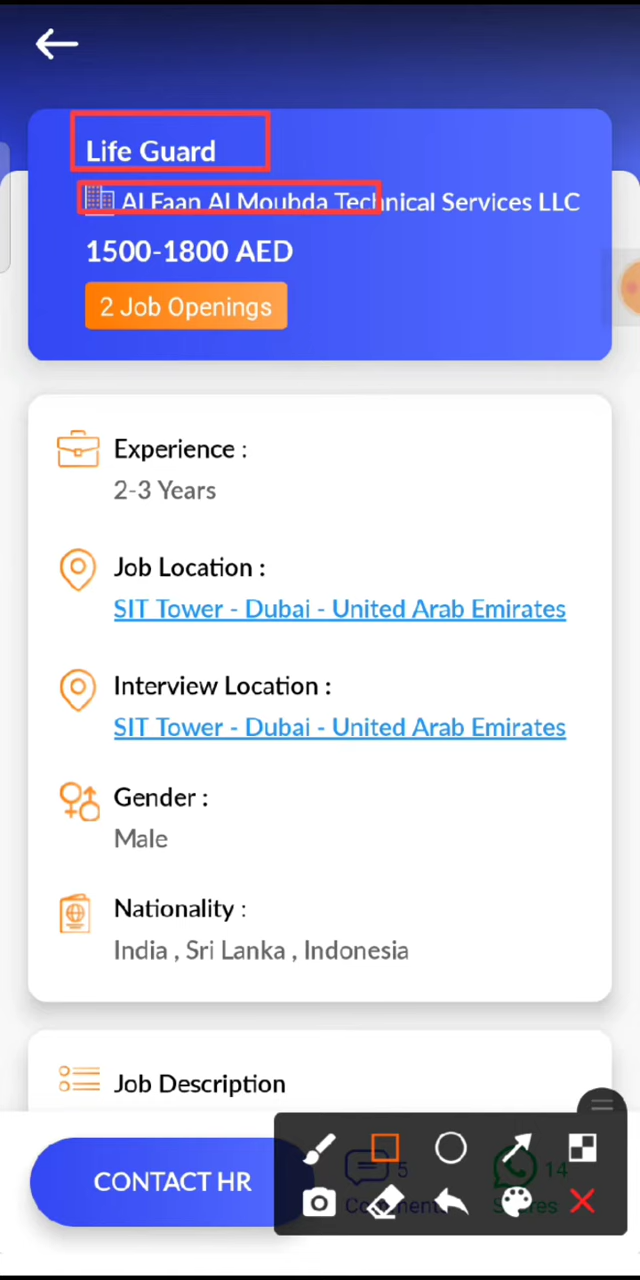 Life Guard
Al Faan Al Moubda Technical Services LLC
1500-1800 AED
2 Job Openings
Experience :
2-3 Years
Job Location :
SIT Tower - Dubai - United Arab Emirates
Interview Location :
SIT Tower - Dubai - United Arab Emirates
Gender :
Male
Nationality :
India , Sri Lanka , Indonesia
Job Description
CONTACT HR
5
14